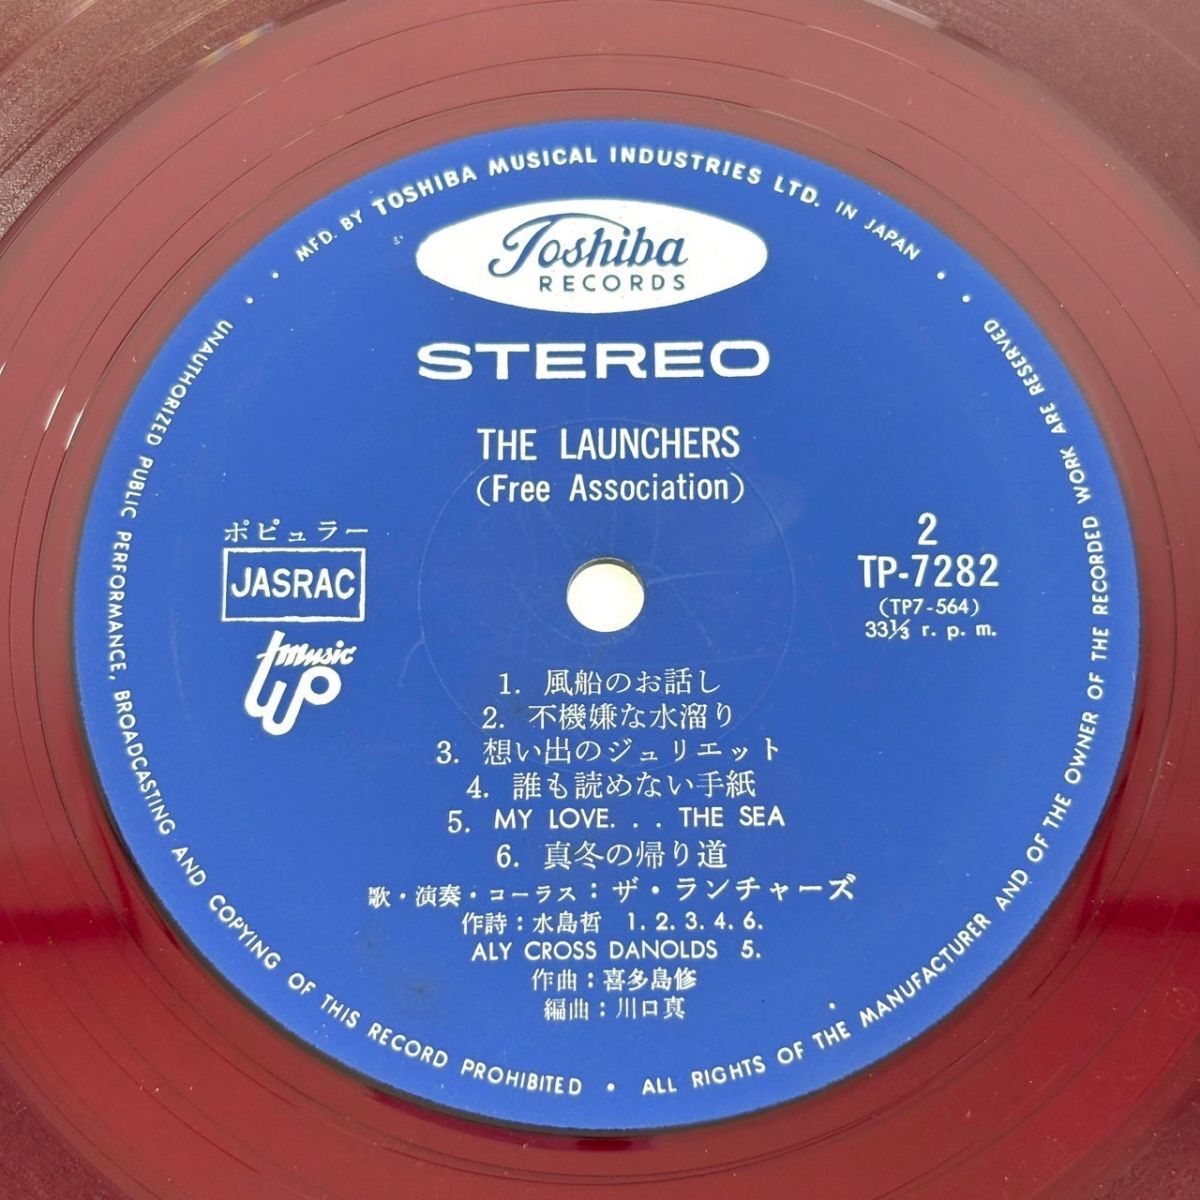 MFD. BY TOSHIBA MUSICAL INDUSTRIES LTD. IN JAPAN
Toshiba
RECORDS
STEREO
THE LAUNCHERS
(Free Association)
ポピュラー
JASRAC
music
up
2
TP-7282
(TP7-564)
33⅓ r. p. m.
1. 風船のお話し
2. 不機嫌な水溜り
3. 想い出のジュリエット
4. 誰も読めない手紙
5. MY LOVE. . . THE SEA
6. 真冬の帰り道
歌・演奏・コーラス：ザ・ランチャーズ
作詩：水島哲 1. 2. 3. 4. 6.
ALY CROSS DANOLDS 5.
作曲：喜多島修
編曲：川口真
UNAUTHORIZED PUBLIC PERFORMANCE, BROADCASTING AND COPYING OF THIS RECORD PROHIBITED • ALL RIGHTS OF THE MANUFACTURER AND OF THE OWNER OF THE RECORDED WORK ARE RESERVED